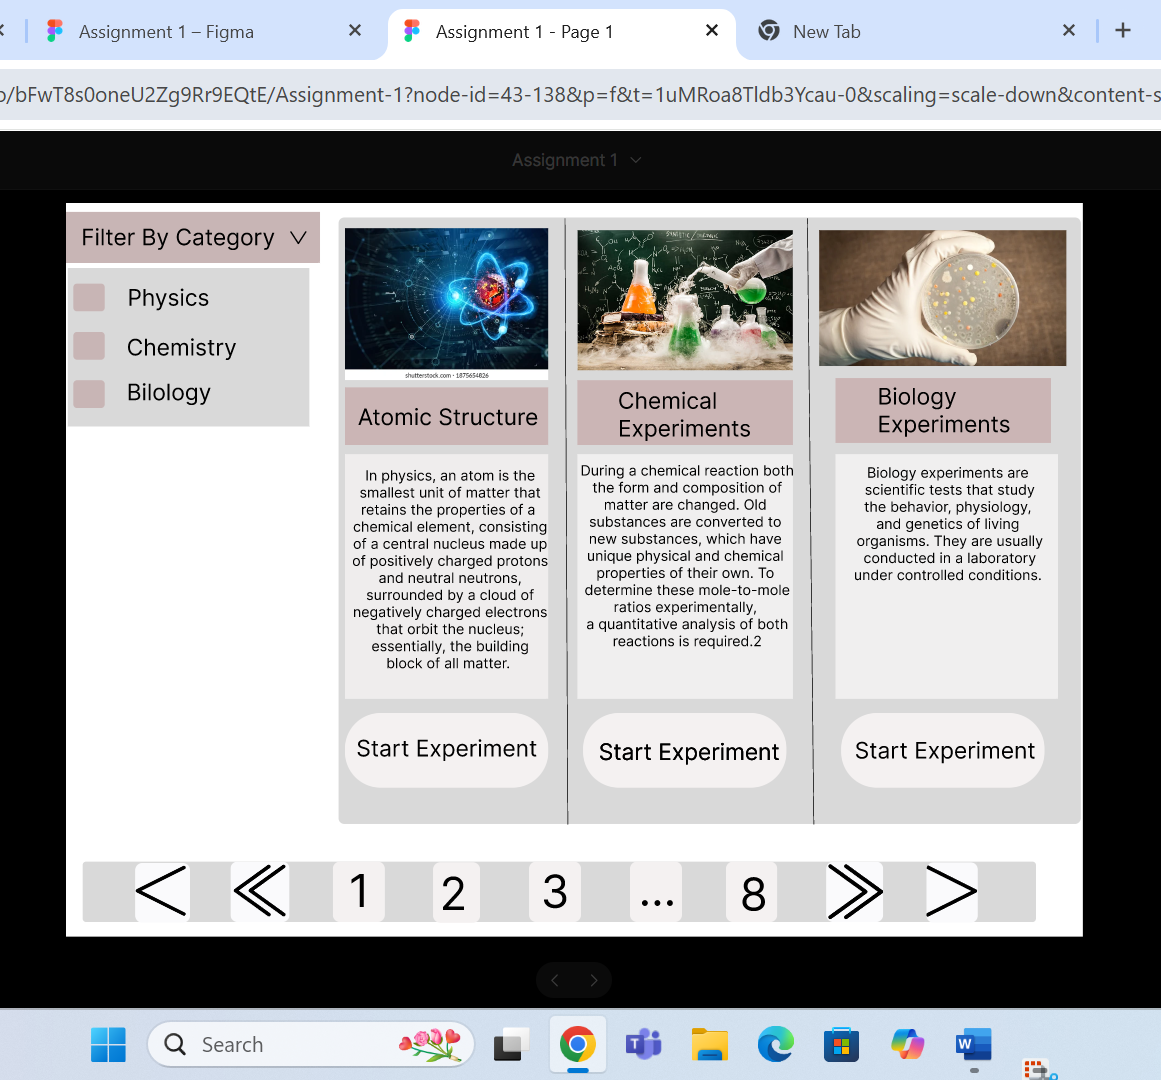 Assignment 1 – Figma
Assignment 1 - Page 1
New Tab
o/bFwT8s0oneU2Zg9Rr9EQtE/Assignment-1?node-id=43-138&p=f&t=1uMRoa8Tldb3Ycau-0&scaling=scale-down&content-s
Assignment 1
Filter By Category
Physics
Chemistry
Bilology
shutterstock.com · 1875654826
Atomic Structure
In physics, an atom is the
smallest unit of matter that
retains the properties of a
chemical element, consisting
of a central nucleus made up
of positively charged protons
and neutral neutrons,
surrounded by a cloud of
negatively charged electrons
that orbit the nucleus;
essentially, the building
block of all matter.
Start Experiment
Chemical
Experiments
During a chemical reaction both
the form and composition of
matter are changed. Old
substances are converted to
new substances, which have
unique physical and chemical
properties of their own. To
determine these mole-to-mole
ratios experimentally,
a quantitative analysis of both
reactions is required.2
Start Experiment
Biology
Experiments
Biology experiments are
scientific tests that study
the behavior, physiology,
and genetics of living
organisms. They are usually
conducted in a laboratory
under controlled conditions.
Start Experiment
< ≪ 1 2 3 ... 8 ≫ >
Search